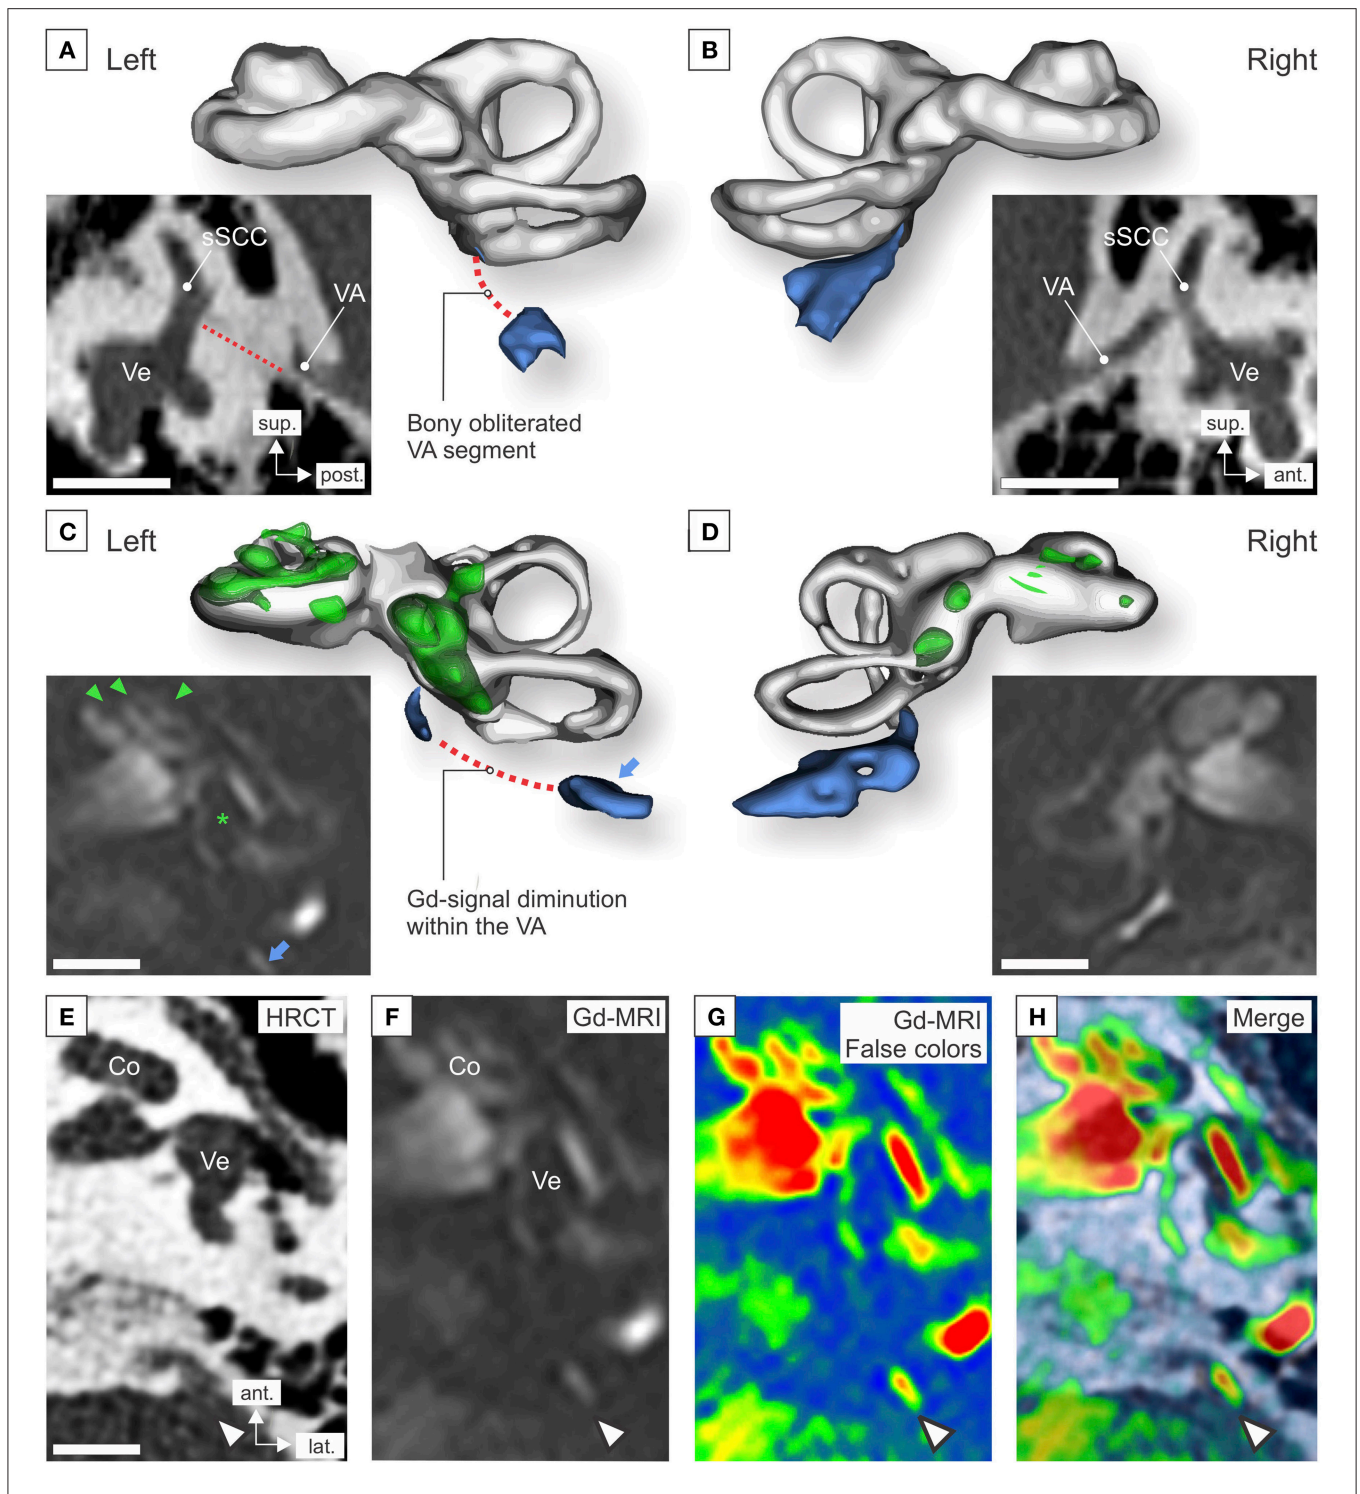 A Left
B Right
sSCC
VA
Ve
sup.
post.
Bony obliterated
VA segment
sSCC
VA
Ve
sup.
ant.
C Left
D Right
*
Gd-signal diminution
within the VA
E HRCT
Co
Ve
ant.
lat.
F Gd-MRI
Co
Ve
G Gd-MRI
False colors
H Merge